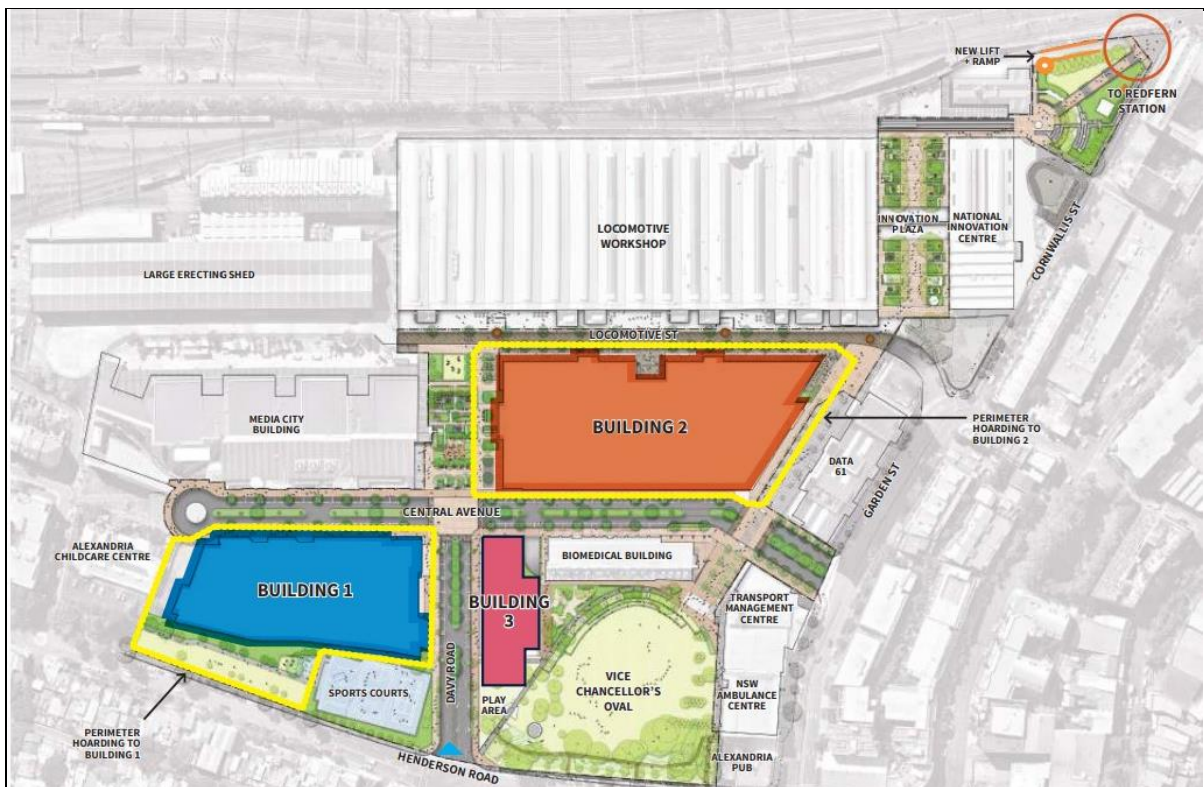 NEW LIFT
+ RAMP
TO REDFERN
STATION
LOCOMOTIVE
WORKSHOP
INNOVATION
PLAZA
NATIONAL
INNOVATION
CENTRE
CORNWALLIS ST
LARGE ERECTING SHED
LOCOMOTIVE ST
MEDIA CITY
BUILDING
BUILDING 2
PERIMETER
HOARDING TO
BUILDING 2
DATA
61
GARDEN ST
CENTRAL AVENUE
ALEXANDRIA
CHILDCARE CENTRE
BIOMEDICAL BUILDING
BUILDING 1
BUILDING
3
TRANSPORT
MANAGEMENT
CENTRE
DAVY ROAD
VICE
CHANCELLOR'S
OVAL
SPORTS COURTS
PLAY
AREA
NSW
AMBULANCE
CENTRE
PERIMETER
HOARDING TO
BUILDING 1
HENDERSON ROAD
ALEXANDRIA
PUB